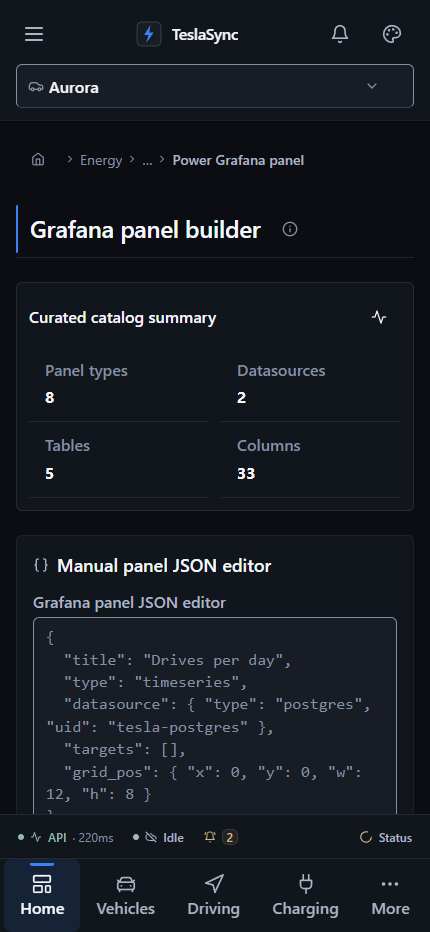 TeslaSync
Aurora
Energy > ... > Power Grafana panel
Grafana panel builder
Curated catalog summary
Panel types
8
Datasources
2
Tables
5
Columns
33
{} Manual panel JSON editor
Grafana panel JSON editor
{
"title": "Drives per day",
"type": "timeseries",
"datasource": { "type": "postgres",
"uid": "tesla-postgres" },
"targets": [],
"grid_pos": { "x": 0, "y": 0, "w":
12, "h": 8 }
API · 220ms Idle 2 Status
Home Vehicles Driving Charging More